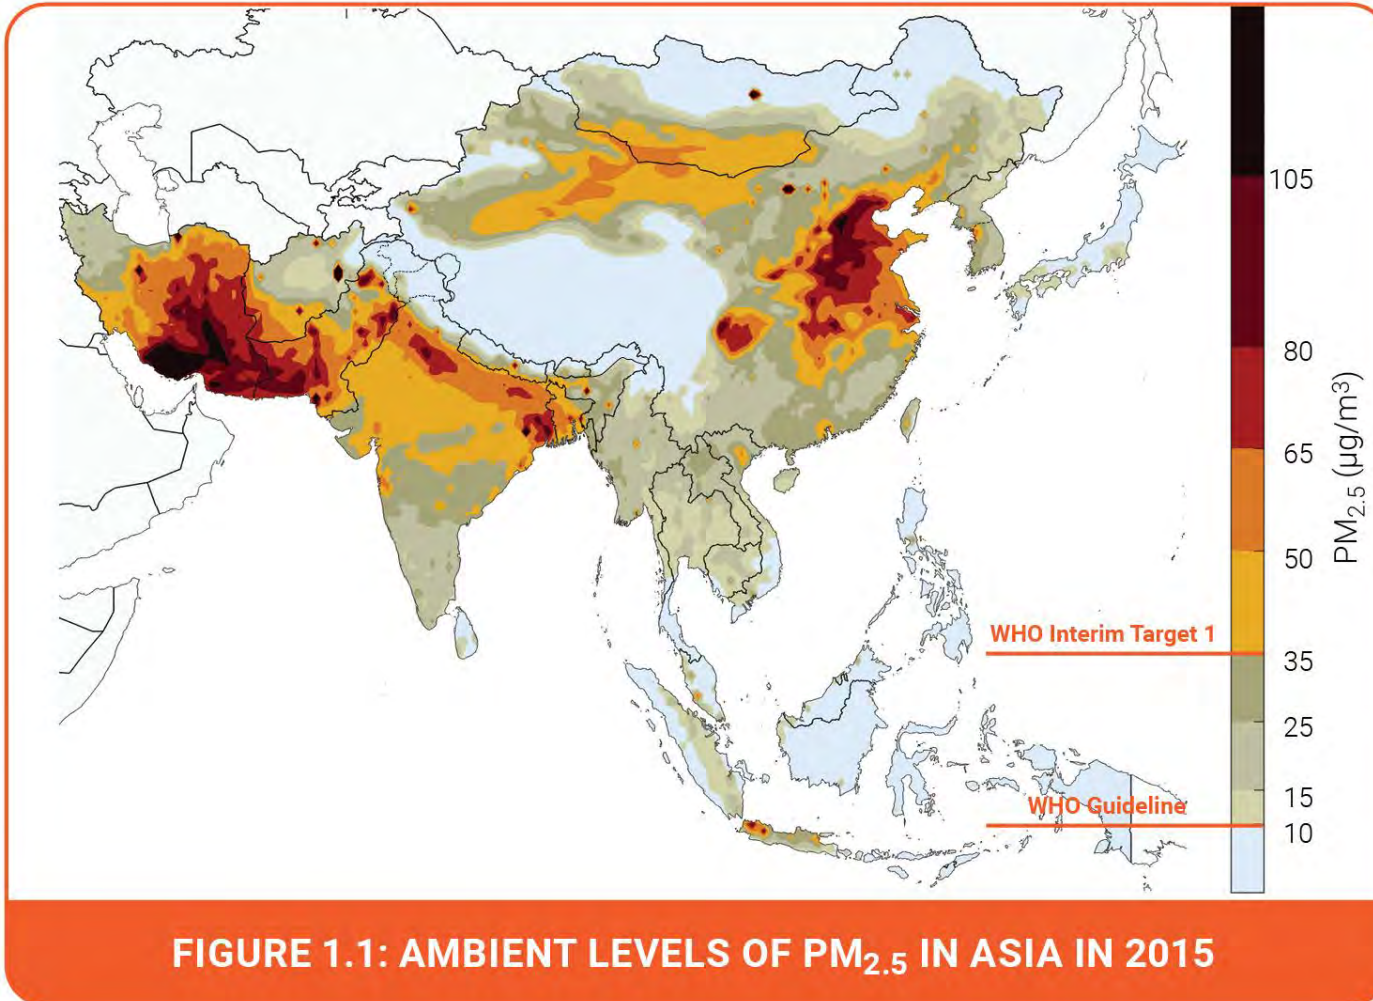 105
80
65
50
35
25
15
10
PM2.5 (µg/m³)
WHO Interim Target 1
WHO Guideline
FIGURE 1.1: AMBIENT LEVELS OF PM2.5 IN ASIA IN 2015